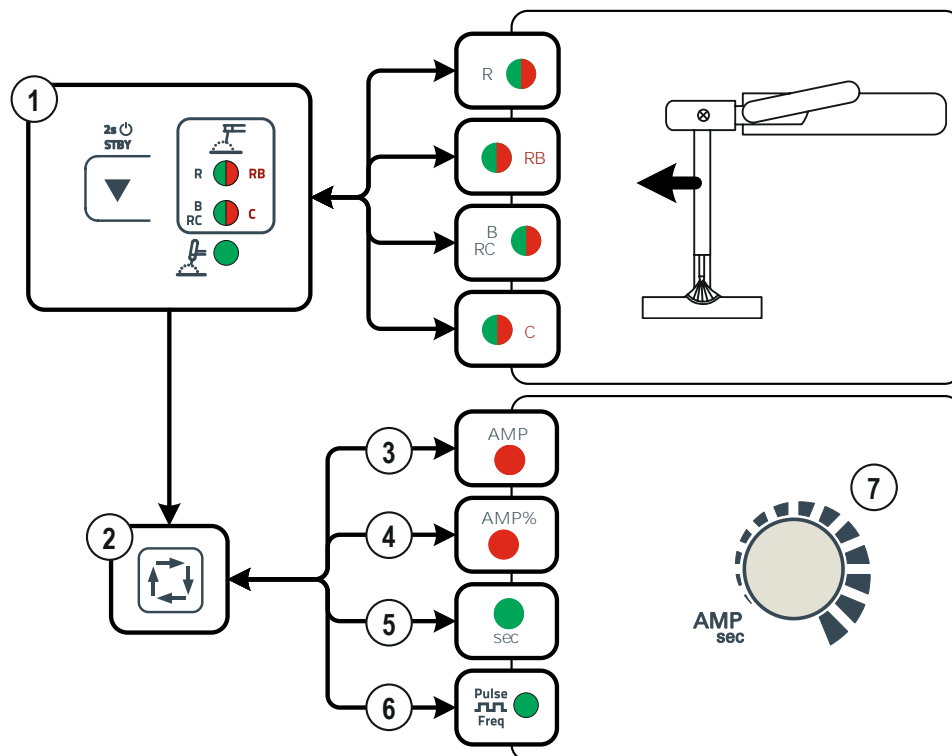 1
2s
STBY
R RB
B
RC C
R
RB
B
RC
C
2
3
AMP
4
AMP%
5
sec
6
Pulse
Freq
7
AMP
sec